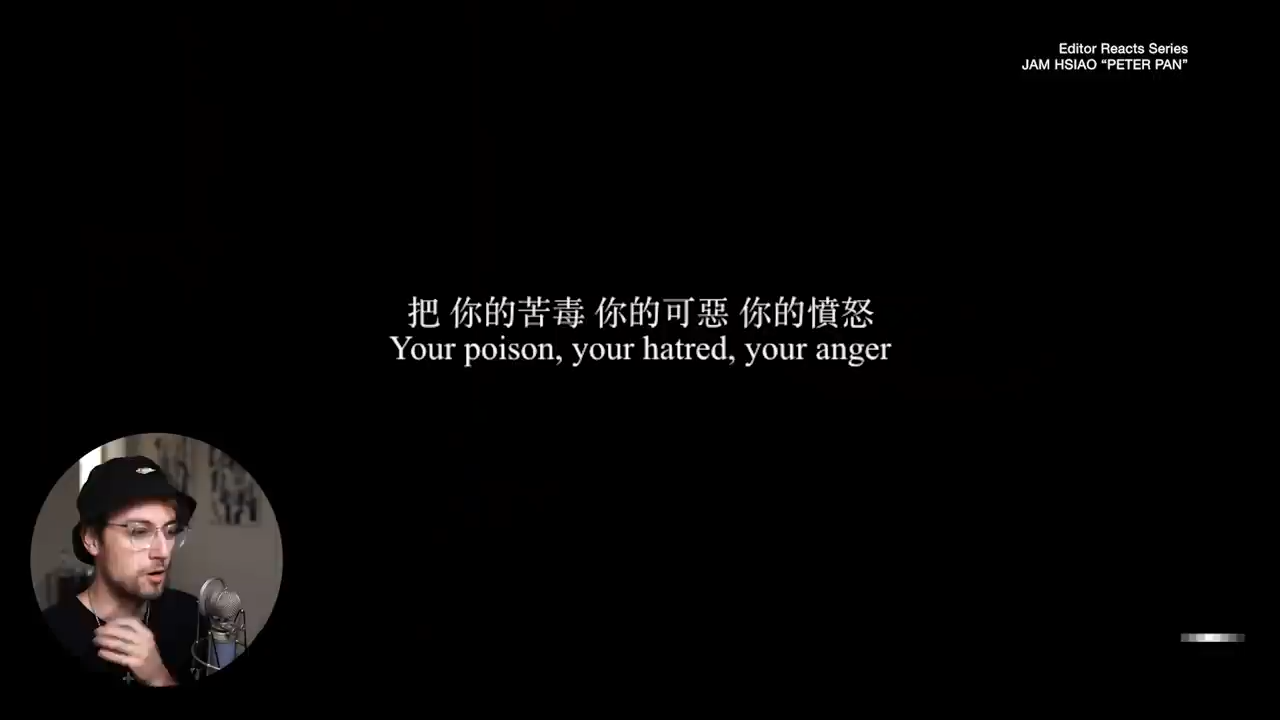 Editor Reacts Series
JAM HSIAO “PETER PAN”
把 你的苦毒 你的可惡 你的憤怒
Your poison, your hatred, your anger